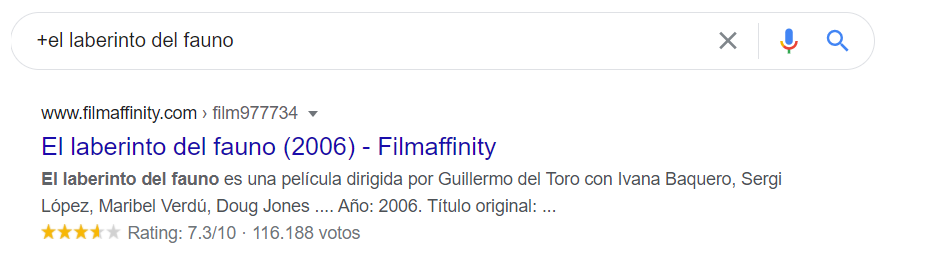 +el laberinto del fauno
www.filmaffinity.com › film977734
El laberinto del fauno (2006) - Filmaffinity
El laberinto del fauno es una película dirigida por Guillermo del Toro con Ivana Baquero, Sergi
López, Maribel Verdú, Doug Jones .... Año: 2006. Título original: ...
Rating: 7.3/10 · 116.188 votos